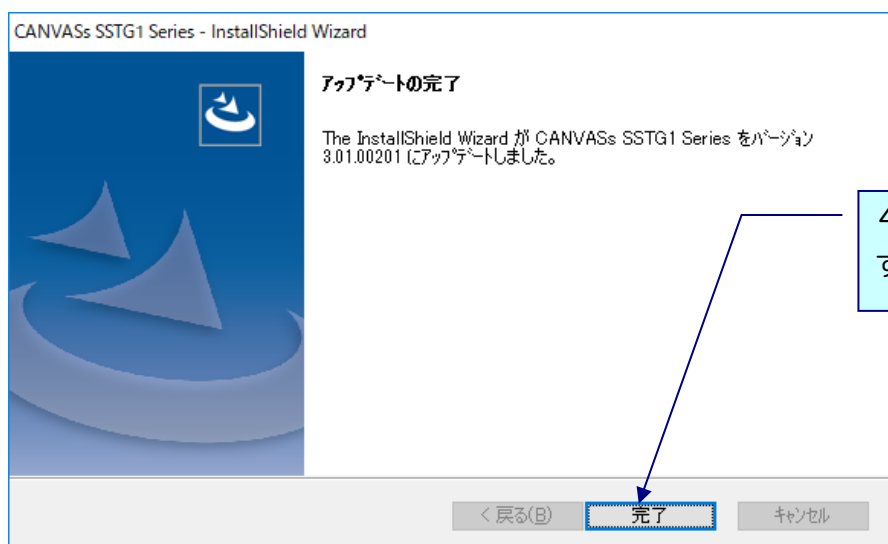 CANVASs SSTG1 Series - InstallShield Wizard
ｱｯﾌﾟﾃﾞｰﾄの完了
The InstallShield Wizard が CANVASs SSTG1 Series をﾊﾞｰｼﾞｮﾝ
3.01.00201 にｱｯﾌﾟﾃﾞｰﾄしました。
す
< 戻る(B)
完了
ｷｬﾝｾﾙ